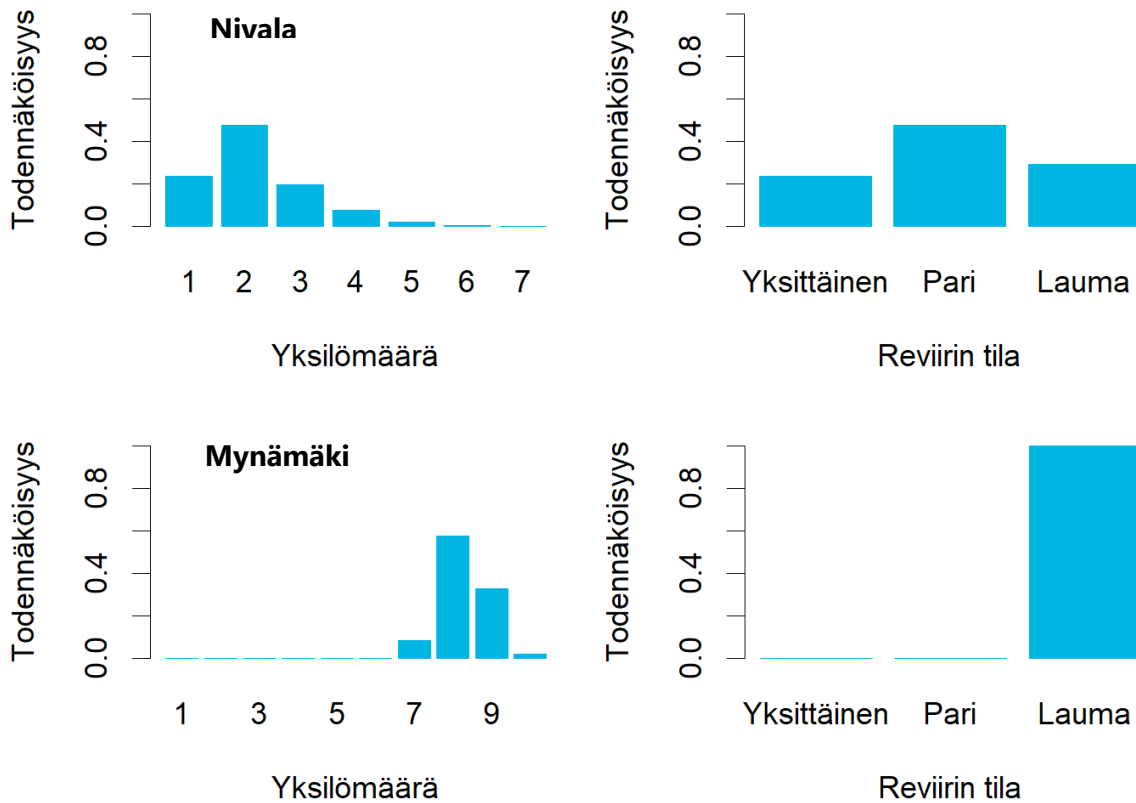 Nivala
Todennäköisyys
0.8
0.4
0.0
1 2 3 4 5 6 7
Yksilömäärä
Todennäköisyys
0.8
0.4
0.0
Yksittäinen Pari Lauma
Reviirin tila
Mynämäki
Todennäköisyys
0.8
0.4
0.0
1 3 5 7 9
Yksilömäärä
Todennäköisyys
0.8
0.4
0.0
Yksittäinen Pari Lauma
Reviirin tila